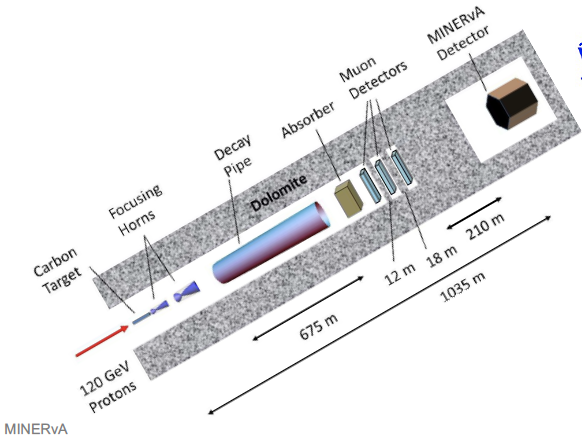 MINERvA
Detector
Muon
Detectors
Absorber
Decay
Pipe
Dolomite
Focusing
Horns
Carbon
Target
210 m
18 m
12 m
1035 m
675 m
120 GeV
Protons
MINERvA